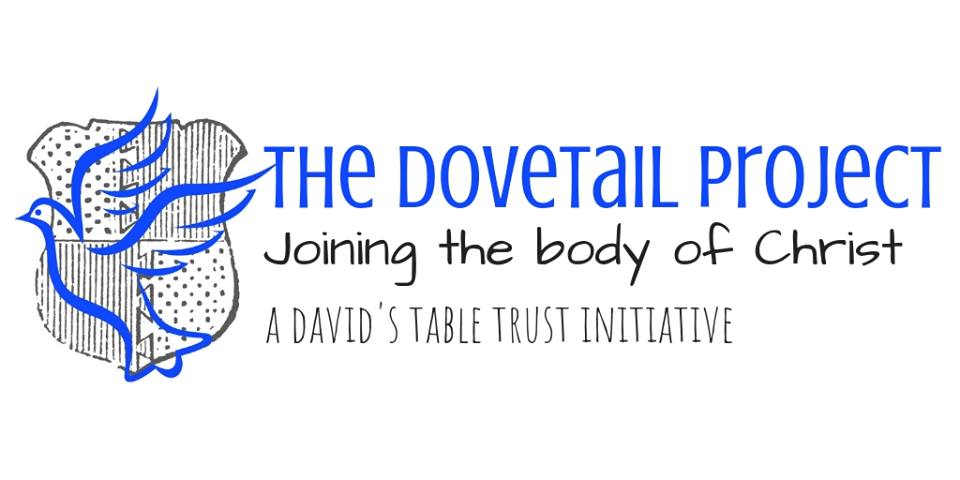 THE DOVETAIL PROJECT
Joining the body of Christ
A DAVID'S TABLE TRUST INITIATIVE